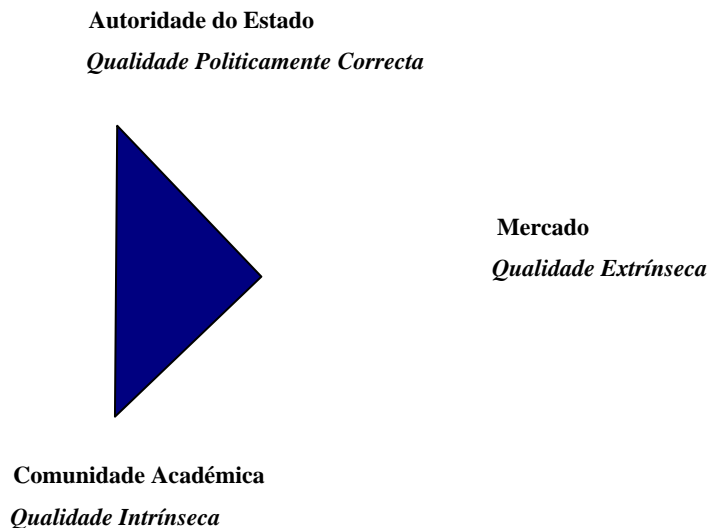 Autoridade do Estado
Qualidade Politicamente Correcta
Mercado
Qualidade Extrínseca
Comunidade Académica
Qualidade Intrínseca